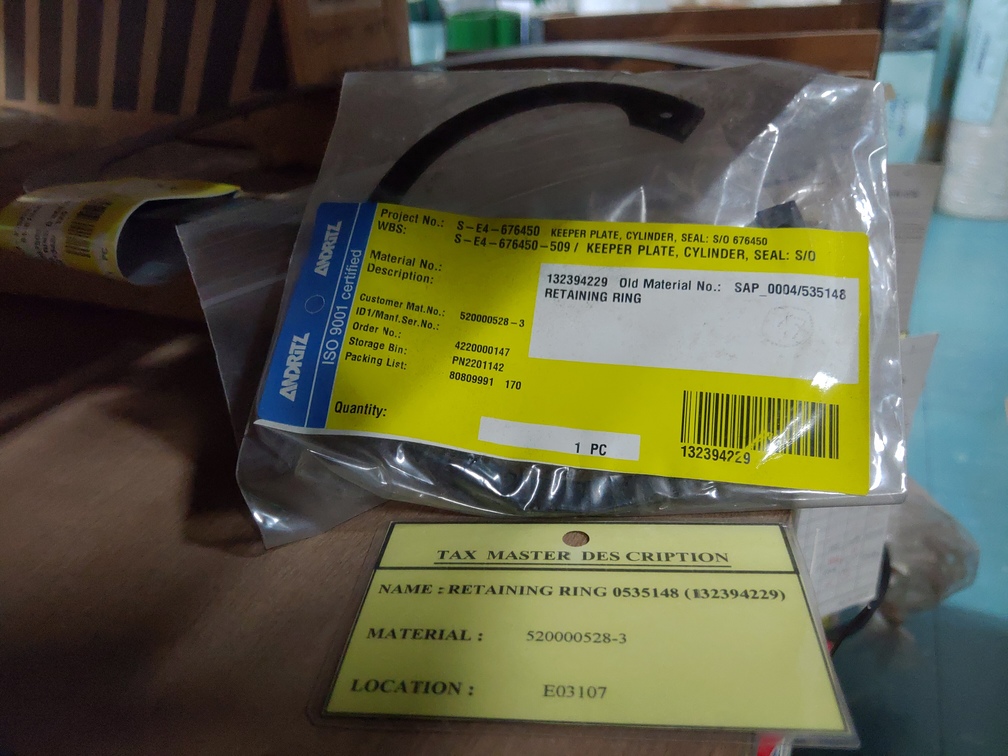 ANDRITZ
ISO 9001 certified
ANDRITZ
Project No.: S-E4-676450 KEEPER PLATE, CYLINDER, SEAL: S/O 676450
WBS: S-E4-676450-509 / KEEPER PLATE, CYLINDER, SEAL: S/O
Material No.: 132394229 Old Material No.: SAP_0004/535148
Description: RETAINING RING
Customer Mat.No.: 520000528-3
ID1/Manf.Ser.No.:
Order No.: 4220000147
Storage Bin: PN2201142
Packing List: 80809991 170
Quantity: 1 PC
132394229
TAX MASTER DES CRIPTION
NAME : RETAINING RING 0535148 (132394229)
MATERIAL : 520000528-3
LOCATION : E03107